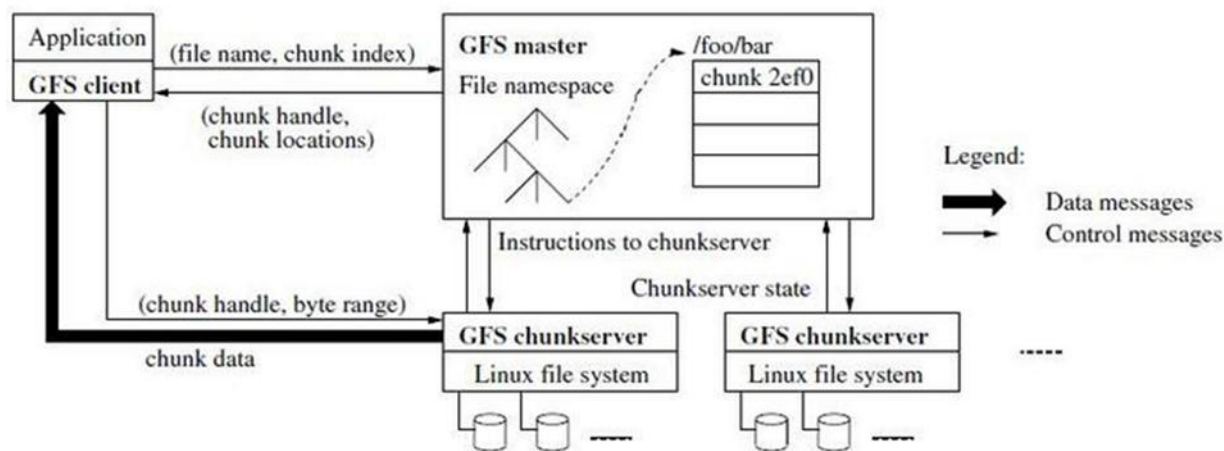 Application
GFS client
(file name, chunk index)
(chunk handle,
chunk locations)
GFS master
File namespace
/foo/bar
chunk 2ef0
Legend:
Data messages
Control messages
Instructions to chunkserver
Chunkserver state
(chunk handle, byte range)
chunk data
GFS chunkserver
Linux file system
GFS chunkserver
Linux file system